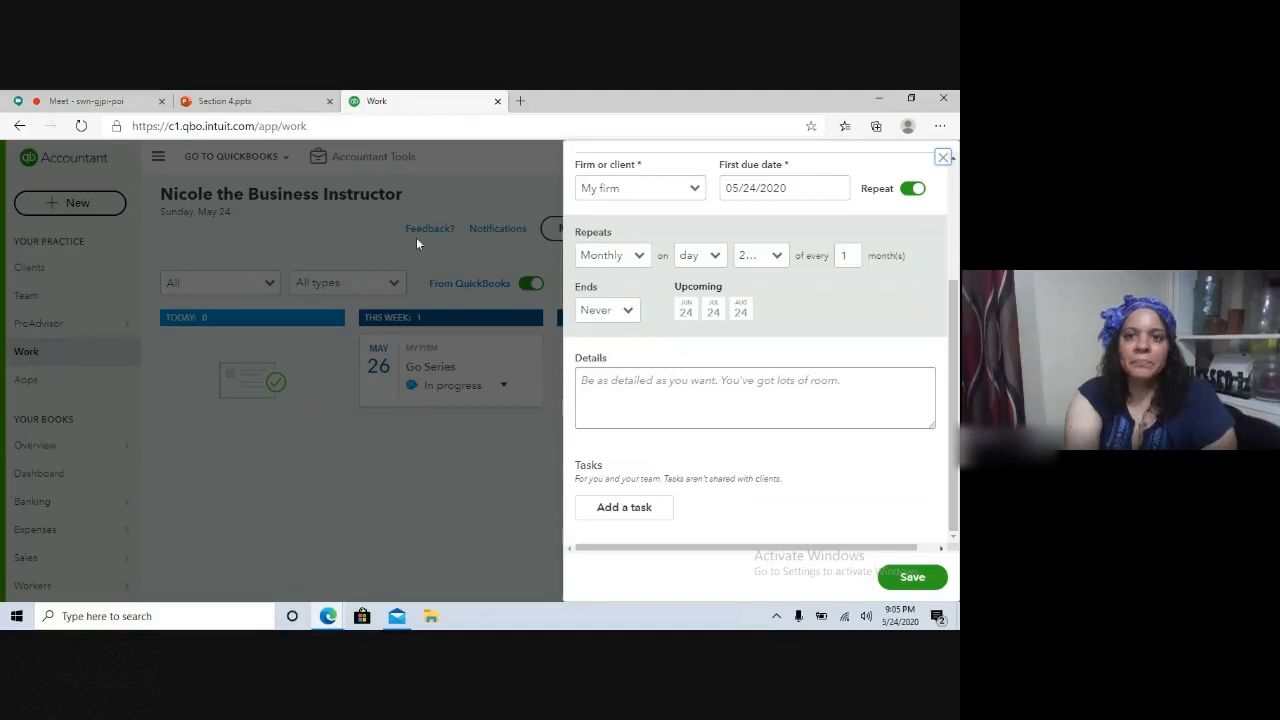 Meet - swn-gjpi-poi
Section 4.pptx
Work
https://c1.qbo.intuit.com/app/work
qb Accountant
GO TO QUICKBOOKS
Accountant Tools
+ New
YOUR PRACTICE
Clients
Team
ProAdvisor
Work
Apps
YOUR BOOKS
Overview
Dashboard
Banking
Expenses
Sales
Workers
Nicole the Business Instructor
Sunday, May 24
Feedback?
Notifications
All
All types
From QuickBooks
TODAY: 0
THIS WEEK: 1
MAY
26
MY FIRM
Go Series
In progress
Firm or client *
First due date *
My firm
05/24/2020
Repeat
Repeats
Monthly
on
day
2...
of every
1
month(s)
Ends
Upcoming
Never
JUN
24
JUL
24
AUG
24
Details
Be as detailed as you want. You've got lots of room.
Tasks
For you and your team. Tasks aren't shared with clients.
Add a task
Activate Windows
Go to Settings to activate Windows.
Save
Type here to search
9:05 PM
5/24/2020
2